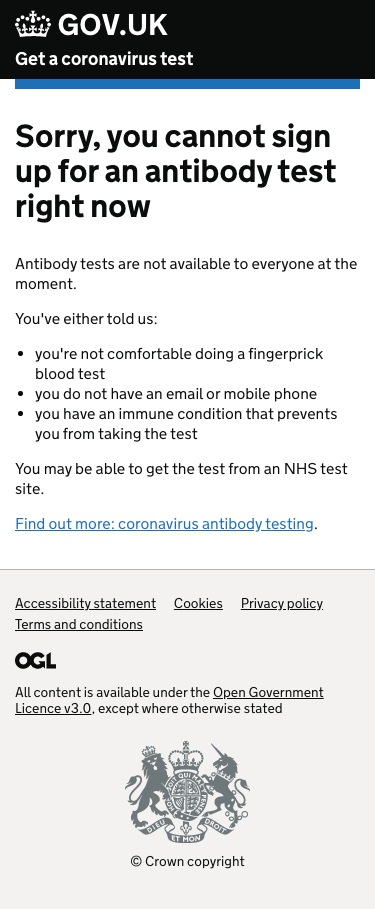 GOV.UK
Get a coronavirus test
Sorry, you cannot sign
up for an antibody test
right now
Antibody tests are not available to everyone at the
moment.
You've either told us:
• you're not comfortable doing a fingerprick
blood test
• you do not have an email or mobile phone
• you have an immune condition that prevents
you from taking the test
You may be able to get the test from an NHS test
site.
Find out more: coronavirus antibody testing.
Accessibility statement Cookies Privacy policy
Terms and conditions
OGL
All content is available under the Open Government
Licence v3.0, except where otherwise stated
DIEU ET MON DROIT
© Crown copyright